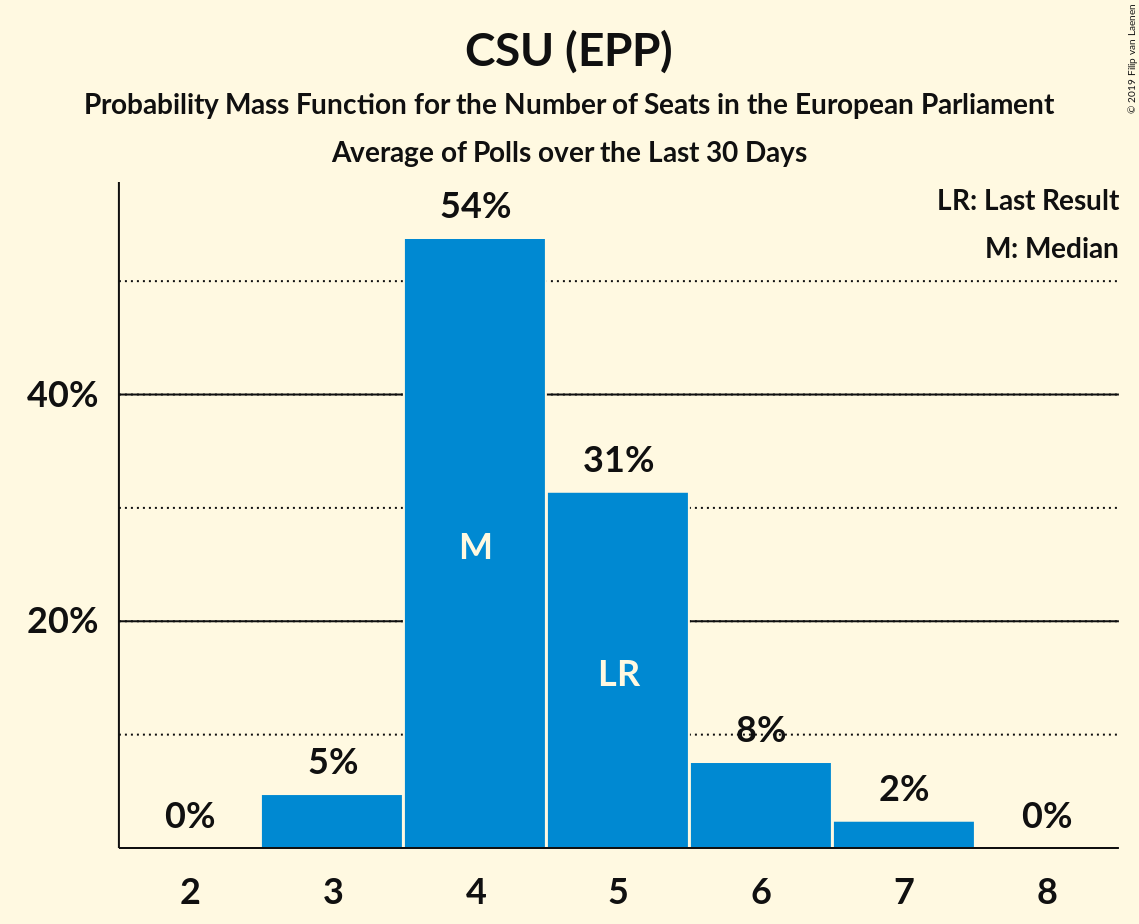 CSU (EPP)
Probability Mass Function for the Number of Seats in the European Parliament
Average of Polls over the Last 30 Days
© 2019 Filip van Laenen
LR: Last Result
M: Median
54%
40%
31%
M
20%
LR
8%
5%
2%
0%
0%
2 3 4 5 6 7 8